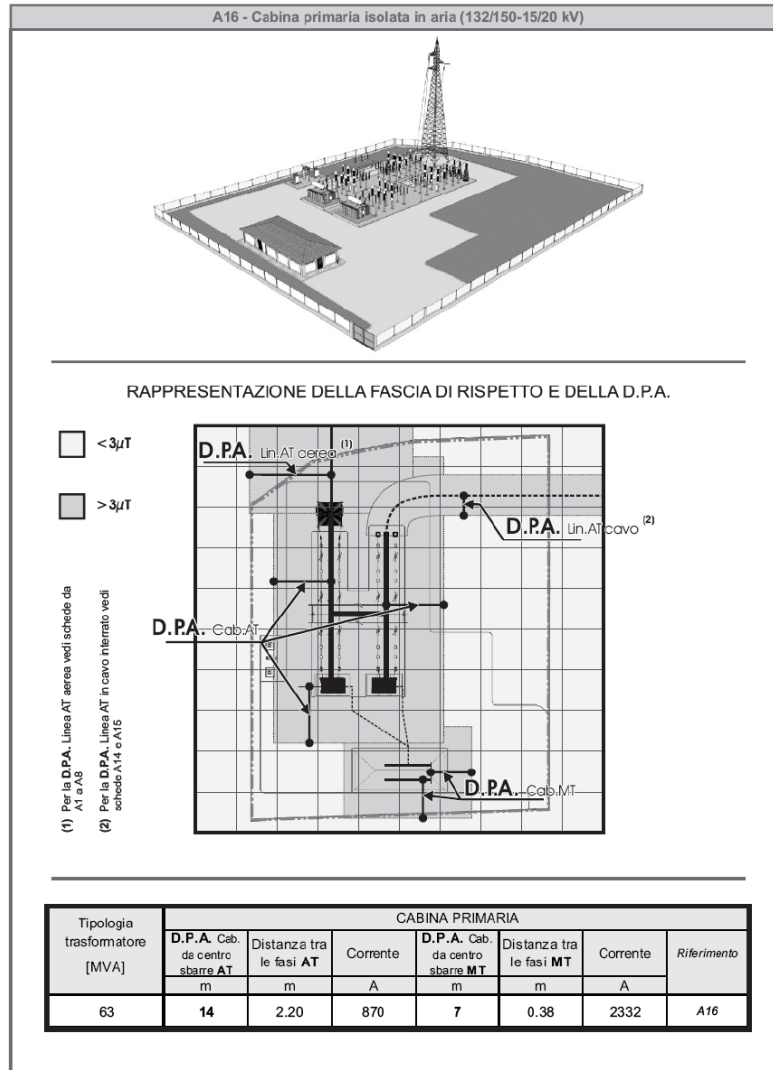 A16 - Cabina primaria isolata in aria (132/150-15/20 kV)
RAPPRESENTAZIONE DELLA FASCIA DI RISPETTO E DELLA D.P.A.
< 3μT
> 3μT
D.P.A. Lin.AT cerea (1)
D.P.A. Lin.AT cavo (2)
D.P.A. Cab.AT
D.P.A. Cab.MT
(1) Per la D.P.A. Linea AT aerea vedi schede da
A1 a A8
(2) Per la D.P.A. Linea AT in cavo interrato vedi
schede A14 e A15
Tipologia
trasformatore
[MVA]
CABINA PRIMARIA
D.P.A. Cab.
da centro
sbarre AT
Distanza tra
le fasi AT
Corrente
D.P.A. Cab.
da centro
sbarre MT
Distanza tra
le fasi MT
Corrente
Riferimento
m m A m m A
63 14 2.20 870 7 0.38 2332 A16